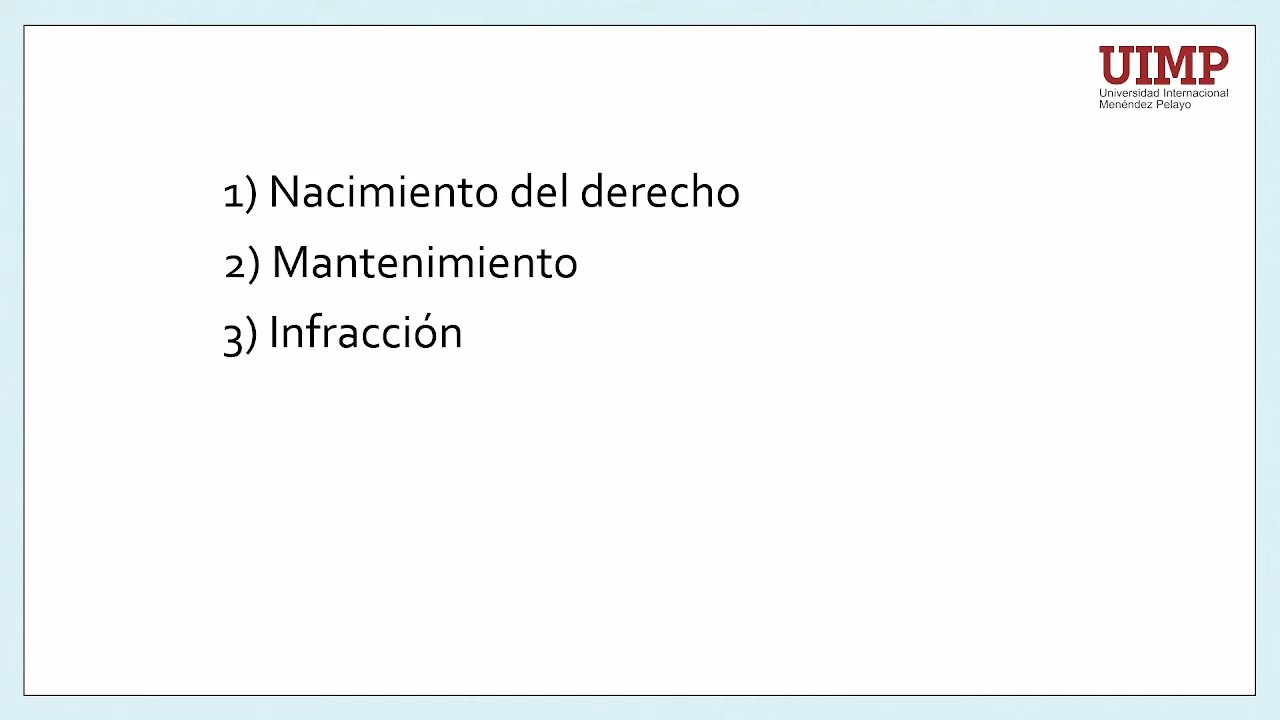 UIMP
Universidad Internacional
Menéndez Pelayo
1) Nacimiento del derecho
2) Mantenimiento
3) Infracción